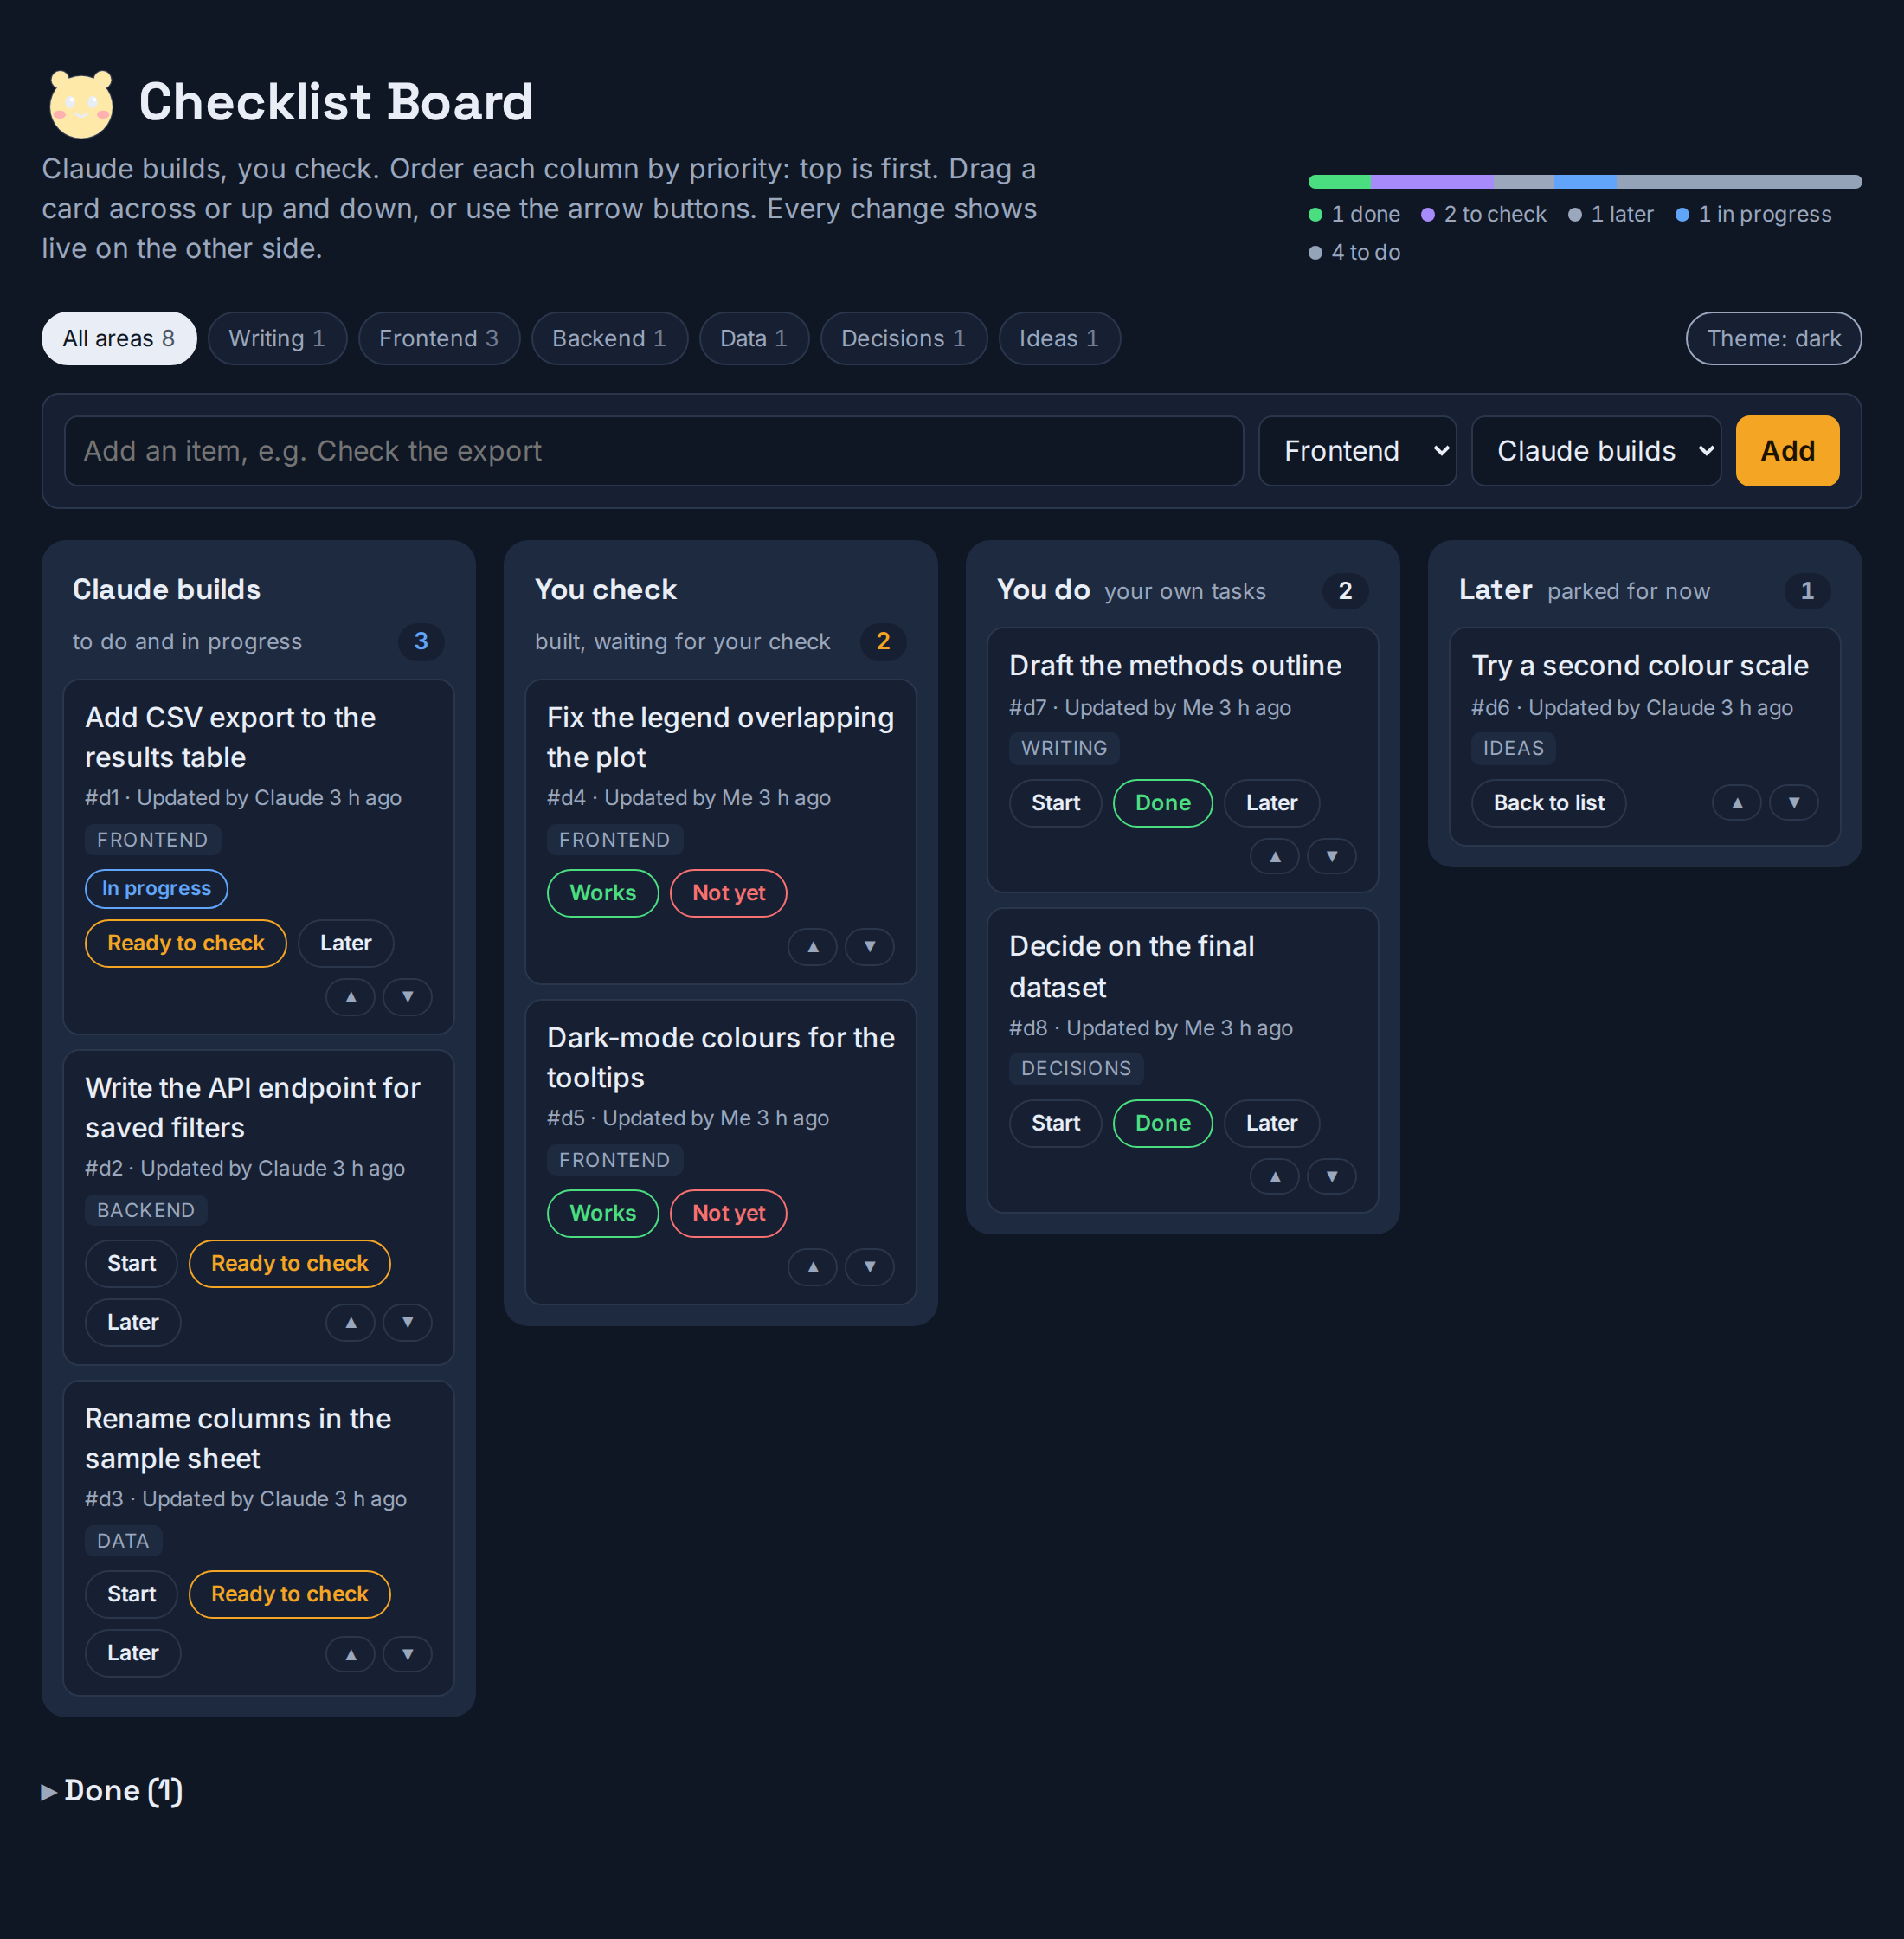 Checklist Board
Claude builds, you check. Order each column by priority: top is first. Drag a
card across or up and down, or use the arrow buttons. Every change shows
live on the other side.
1 done 2 to check 1 later 1 in progress
4 to do
All areas 8 Writing 1 Frontend 3 Backend 1 Data 1 Decisions 1 Ideas 1 Theme: dark
Add an item, e.g. Check the export Frontend Claude builds Add
Claude builds
to do and in progress 3
Add CSV export to the
results table
#d1 · Updated by Claude 3 h ago
FRONTEND
In progress
Ready to check Later
▲ ▼
Write the API endpoint for
saved filters
#d2 · Updated by Claude 3 h ago
BACKEND
Start Ready to check
Later ▲ ▼
Rename columns in the
sample sheet
#d3 · Updated by Claude 3 h ago
DATA
Start Ready to check
Later ▲ ▼
You check
built, waiting for your check 2
Fix the legend overlapping
the plot
#d4 · Updated by Me 3 h ago
FRONTEND
Works Not yet
▲ ▼
Dark-mode colours for the
tooltips
#d5 · Updated by Me 3 h ago
FRONTEND
Works Not yet
▲ ▼
You do your own tasks 2
Draft the methods outline
#d7 · Updated by Me 3 h ago
WRITING
Start Done Later
▲ ▼
Decide on the final
dataset
#d8 · Updated by Me 3 h ago
DECISIONS
Start Done Later
▲ ▼
Later parked for now 1
Try a second colour scale
#d6 · Updated by Claude 3 h ago
IDEAS
Back to list ▲ ▼
▶ Done (1)